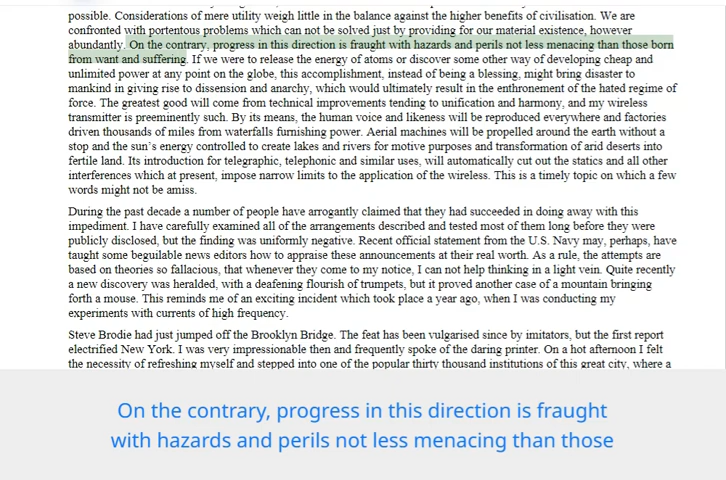 possible. Considerations of mere utility weigh little in the balance against the higher benefits of civilisation. We are
confronted with portentous problems which can not be solved just by providing for our material existence, however
abundantly. On the contrary, progress in this direction is fraught with hazards and perils not less menacing than those born
from want and suffering. If we were to release the energy of atoms or discover some other way of developing cheap and
unlimited power at any point on the globe, this accomplishment, instead of being a blessing, might bring disaster to
mankind in giving rise to dissension and anarchy, which would ultimately result in the enthronement of the hated regime of
force. The greatest good will come from technical improvements tending to unification and harmony, and my wireless
transmitter is preeminently such. By its means, the human voice and likeness will be reproduced everywhere and factories
driven thousands of miles from waterfalls furnishing power. Aerial machines will be propelled around the earth without a
stop and the sun’s energy controlled to create lakes and rivers for motive purposes and transformation of arid deserts into
fertile land. Its introduction for telegraphic, telephonic and similar uses, will automatically cut out the statics and all other
interferences which at present, impose narrow limits to the application of the wireless. This is a timely topic on which a few
words might not be amiss.
During the past decade a number of people have arrogantly claimed that they had succeeded in doing away with this
impediment. I have carefully examined all of the arrangements described and tested most of them long before they were
publicly disclosed, but the finding was uniformly negative. Recent official statement from the U.S. Navy may, perhaps, have
taught some beguilable news editors how to appraise these announcements at their real worth. As a rule, the attempts are
based on theories so fallacious, that whenever they come to my notice, I can not help thinking in a light vein. Quite recently
a new discovery was heralded, with a deafening flourish of trumpets, but it proved another case of a mountain bringing
forth a mouse. This reminds me of an exciting incident which took place a year ago, when I was conducting my
experiments with currents of high frequency.
Steve Brodie had just jumped off the Brooklyn Bridge. The feat has been vulgarised since by imitators, but the first report
electrified New York. I was very impressionable then and frequently spoke of the daring printer. On a hot afternoon I felt
the necessity of refreshing myself and stepped into one of the popular thirty thousand institutions of this great city, where a
On the contrary, progress in this direction is fraught
with hazards and perils not less menacing than those